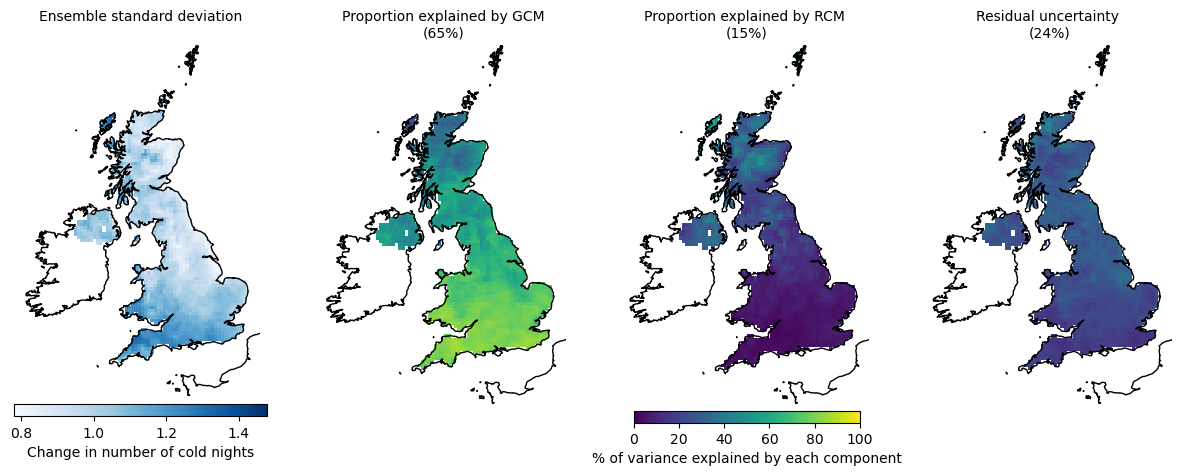 Ensemble standard deviation
Proportion explained by GCM
(65%)
Proportion explained by RCM
(15%)
Residual uncertainty
(24%)
0.8 1.0 1.2 1.4
Change in number of cold nights
0 20 40 60 80 100
% of variance explained by each component